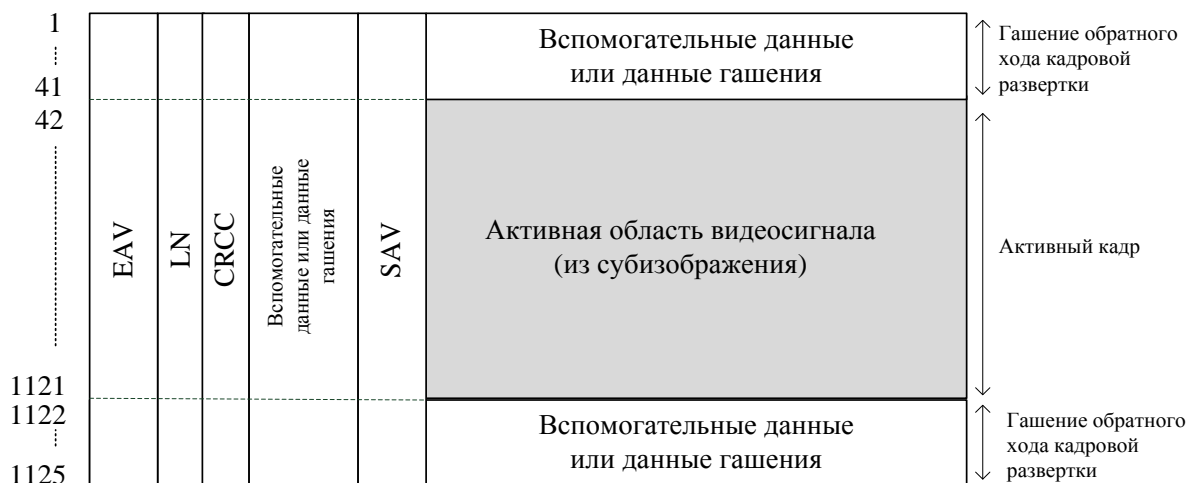 1
41
42
1121
1122
1125
EAV
LN
CRCC
Вспомогательные
данные или данные
гашения
SAV
Вспомогательные данные
или данные гашения
Активная область видеосигнала
(из субизображения)
Вспомогательные данные
или данные гашения
Гашение обратного
хода кадровой
развертки
Активный кадр
Гашение обратного
хода кадровой
развертки